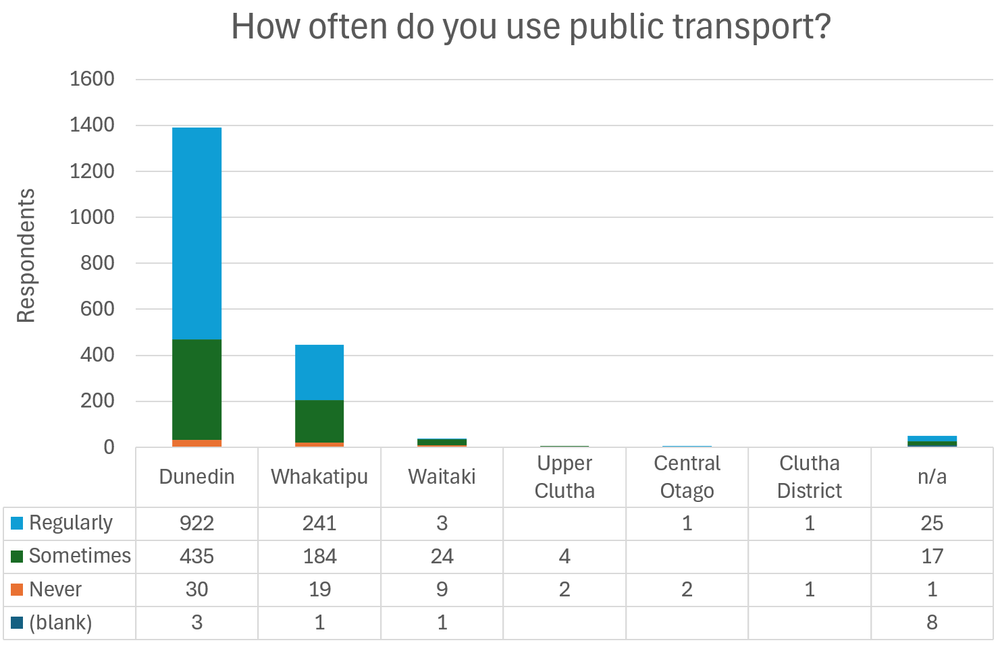 How often do you use public transport?
Respondents
1600
1400
1200
1000
800
600
400
200
0
Dunedin Whakatipu Waitaki Upper Clutha Central Otago Clutha District n/a
Regularly 922 241 3 1 1 25
Sometimes 435 184 24 4 17
Never 30 19 9 2 2 1 1
(blank) 3 1 1 8